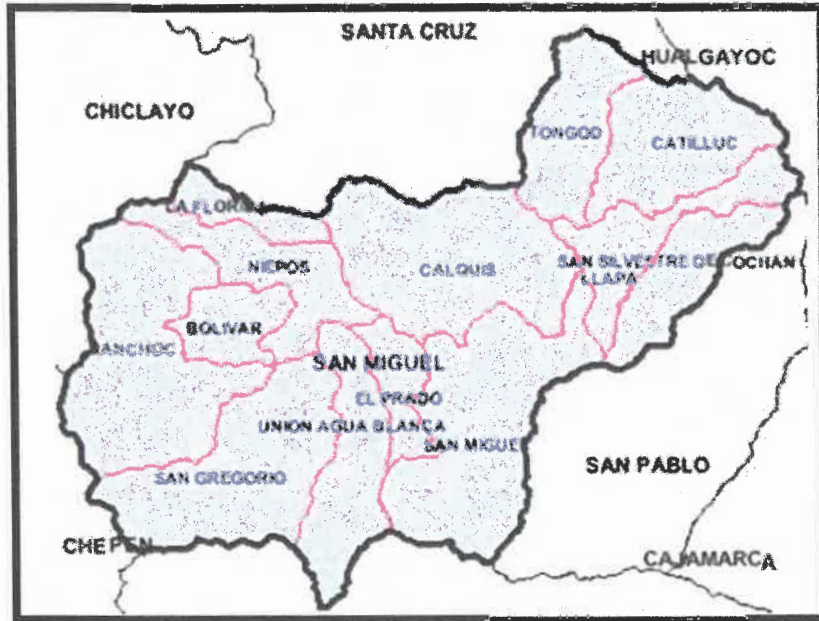 SANTA CRUZ
HUALGAYOC
CHICLAYO
TONGOD
CATILLUC
LA FLORIDA
NIEPOS
CALQUIS
SAN SILVESTRE DE COCHAN
LLAPA
BOLIVAR
ANCHOC
SAN MIGUEL
EL PRADO
UNION AGUA BLANCA
SAN MIGUEL
SAN GREGORIO
SAN PABLO
CHEPEN
CAJAMARCA